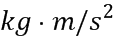 kg · m/s²